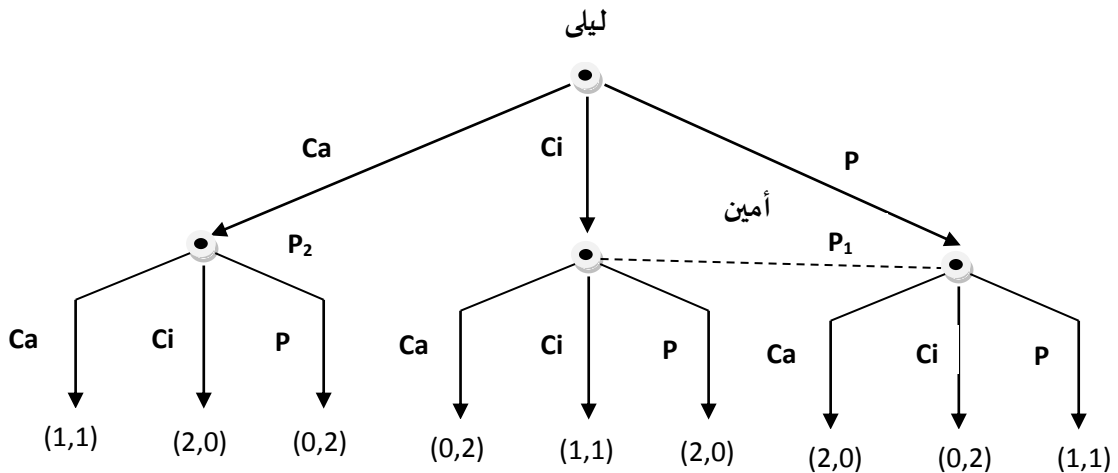 ليلى
Ca Ci P
أمين
P₂ P₁
Ca Ci P Ca Ci P Ca Ci P
(1,1) (2,0) (0,2) (0,2) (1,1) (2,0) (2,0) (0,2) (1,1)